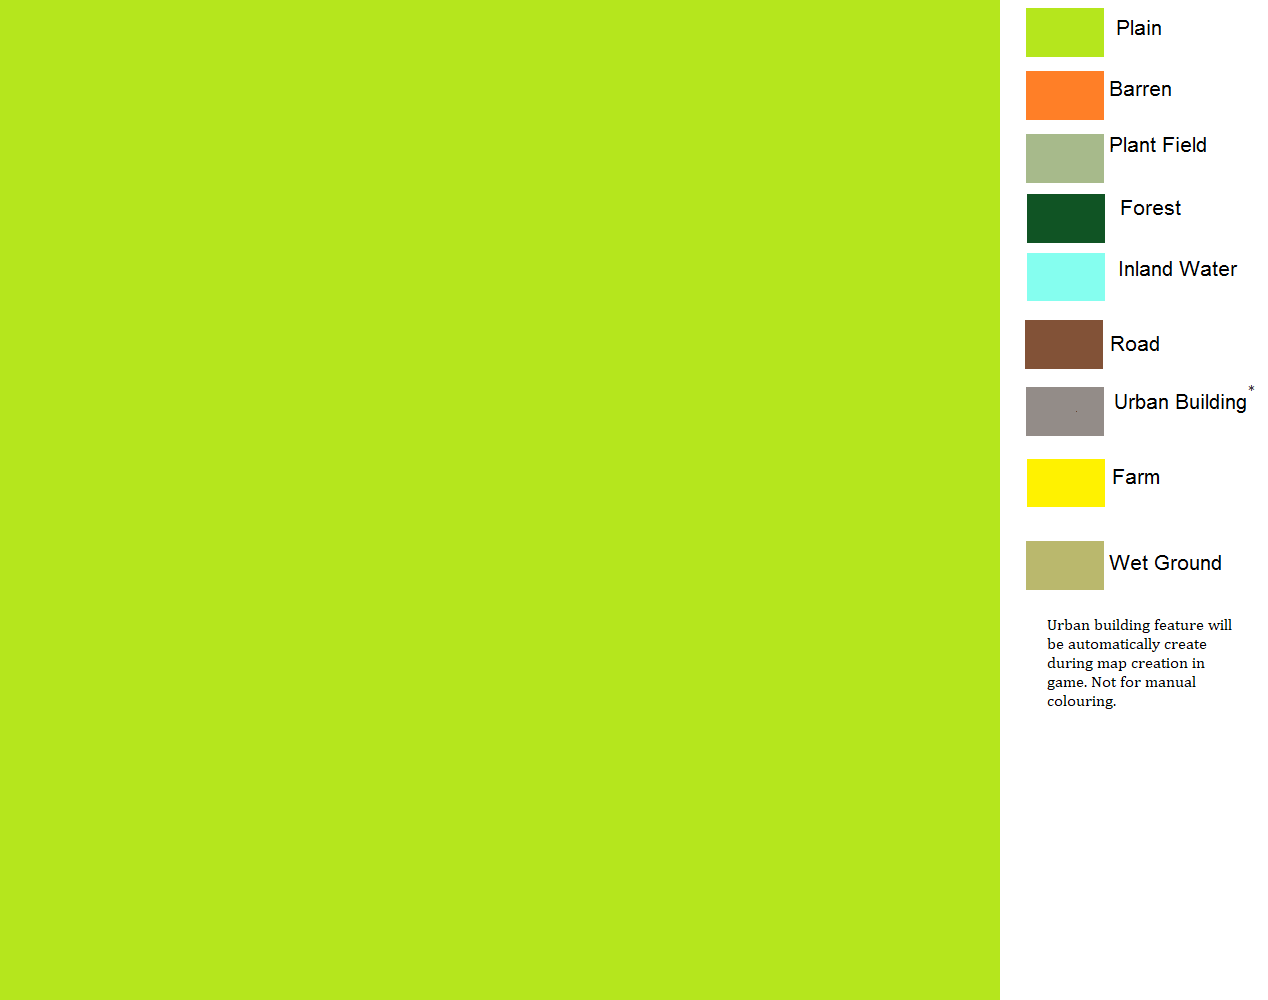 Plain
Barren
Plant Field
Forest
Inland Water
Road
Urban Building*
Farm
Wet Ground
Urban building feature will
be automatically create
during map creation in
game. Not for manual
colouring.